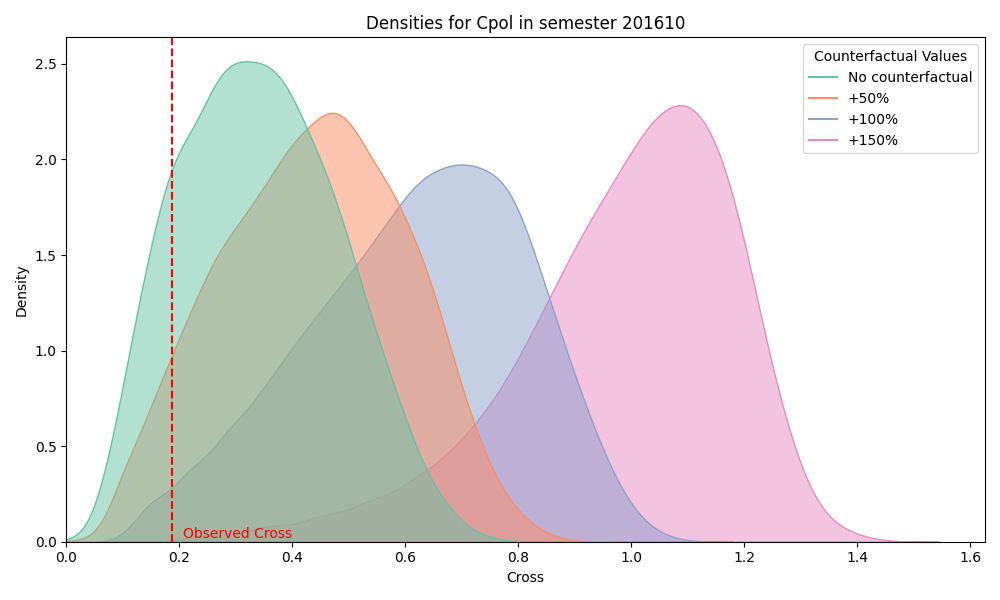 Densities for Cpol in semester 201610
Counterfactual Values
No counterfactual
+50%
+100%
+150%
Density
2.5
2.0
1.5
1.0
0.5
0.0
Observed Cross
0.0 0.2 0.4 0.6 0.8 1.0 1.2 1.4 1.6
Cross